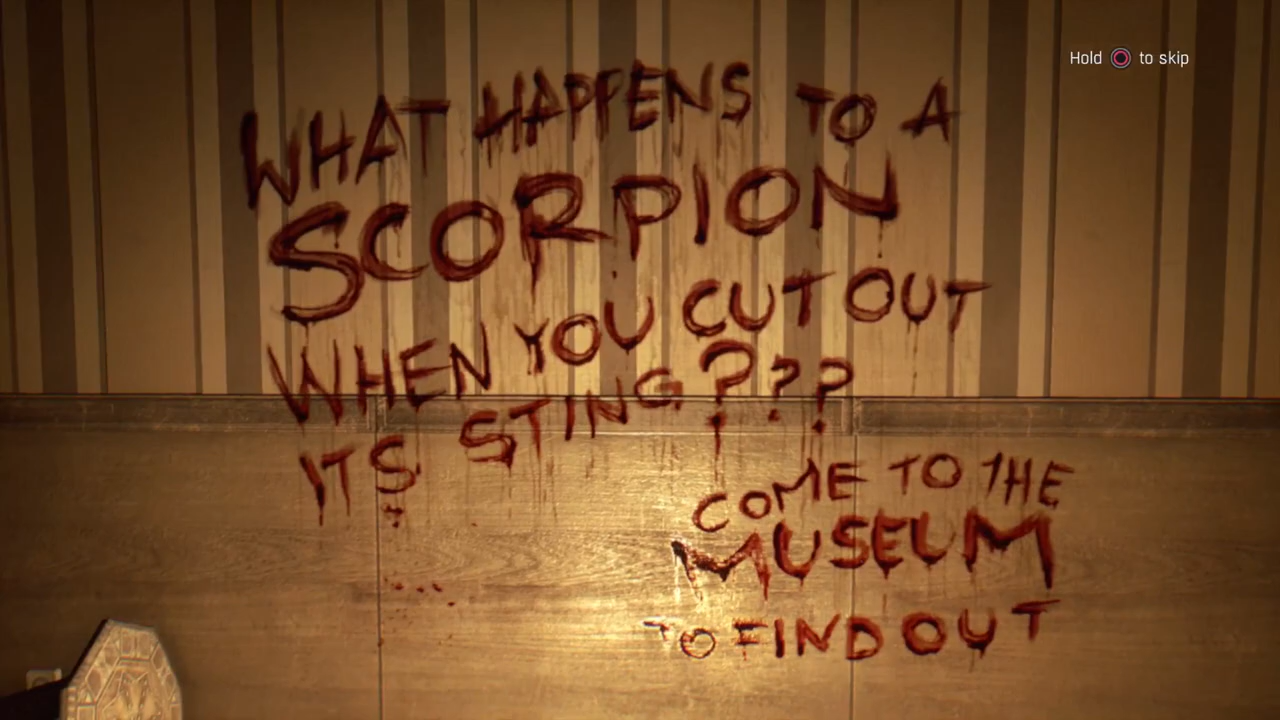 Hold to skip
WHAT HAPPENS TO A
SCORPION
WHEN YOU CUT OUT
ITS STING???
COME TO THE
MUSEUM
TO FIND OUT